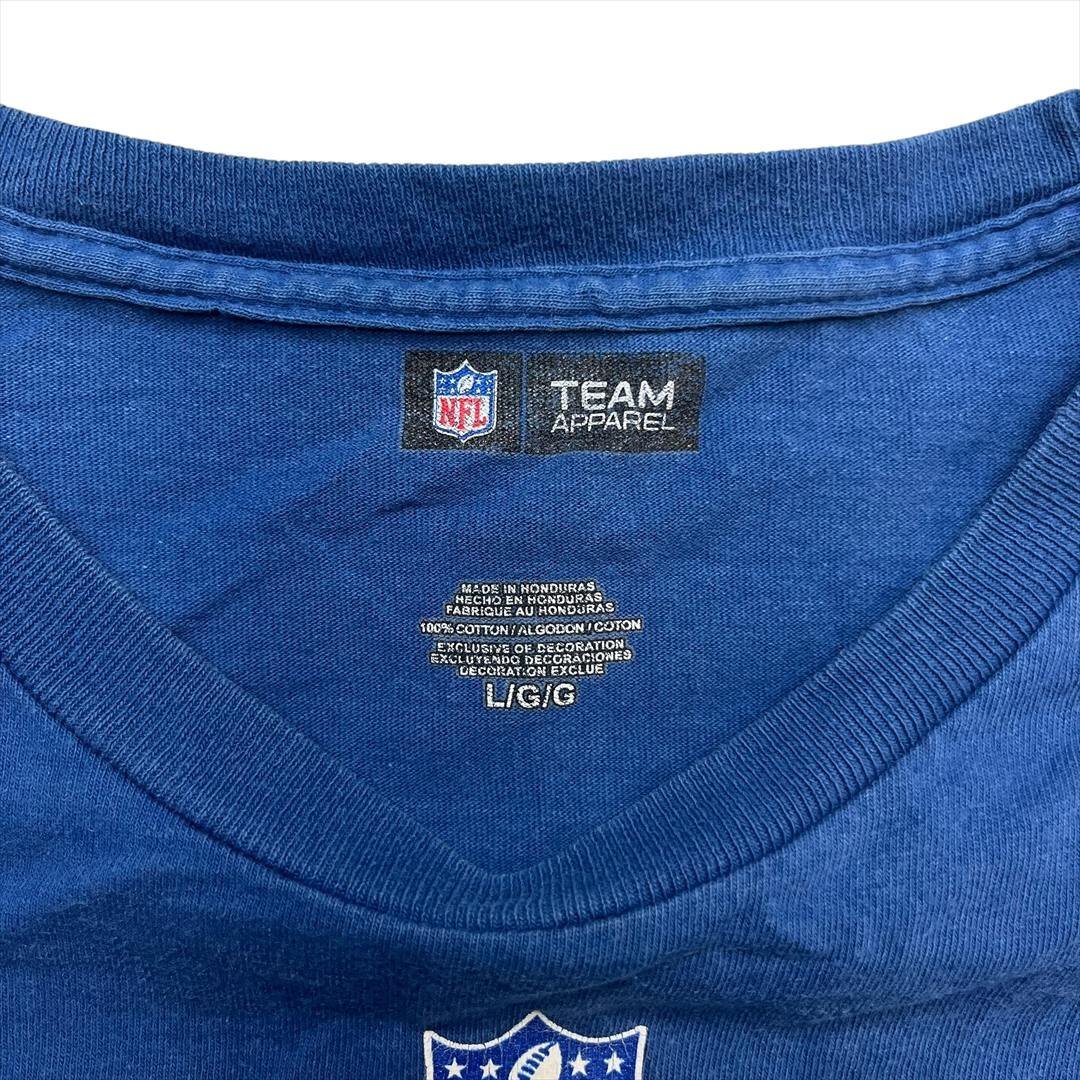 NFL
TEAM
APPAREL
MADE IN HONDURAS
HECHO EN HONDURAS
FABRIQUE AU HONDURAS
100% COTTON / ALGODON / COTON
EXCLUSIVE OF DECORATION
EXCLUYENDO DECORACIONES
DECORATION EXCLUE
L/G/G